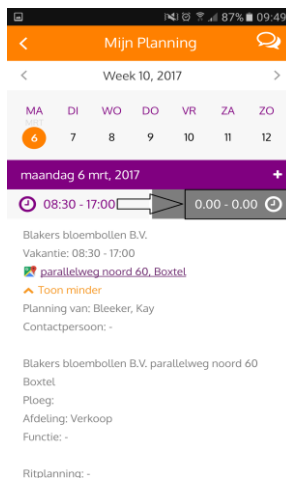 87% 09:49
Mijn Planning
Week 10, 2017
MA DI WO DO VR ZA ZO
MRT
6 7 8 9 10 11 12
maandag 6 mrt, 2017 +
08:30 - 17:00 0.00 - 0.00
Blakers bloembollen B.V.
Vakantie: 08:30 - 17:00
parallelweg noord 60, Boxtel
Toon minder
Planning van: Bleeker, Kay
Contactpersoon: -
Blakers bloembollen B.V. parallelweg noord 60
Boxtel
Ploeg:
Afdeling: Verkoop
Functie: -
Ritplanning: -